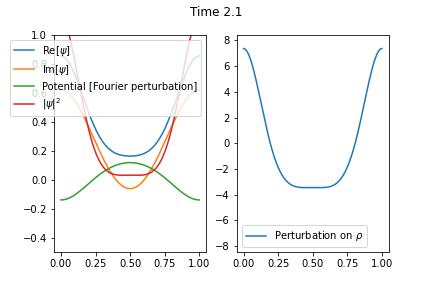 Time 2.1
Re[ψ]
Im[ψ]
Potential [Fourier perturbation]
|ψ|²
1.0
0.8
0.6
0.4
0.2
0.0
−0.2
−0.4
0.00 0.25 0.50 0.75 1.00
8
6
4
2
0
−2
−4
−6
−8
Perturbation on ρ
0.00 0.25 0.50 0.75 1.00